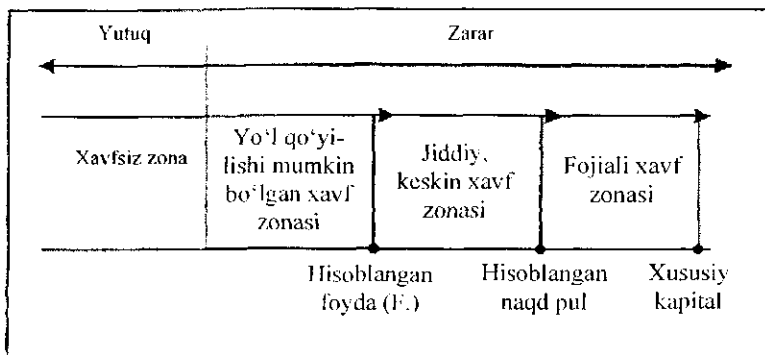 Yutuq
Zarar
Xavfsiz zona
Yo‘l qo‘yi-
lishi mumkin
bo‘lgan xavf
zonasi
Jiddiy,
keskin xavf
zonasi
Fojiali xavf
zonasi
Hisoblangan
foyda (F.)
Hisoblangan
naqd pul
Xususiy
kapital